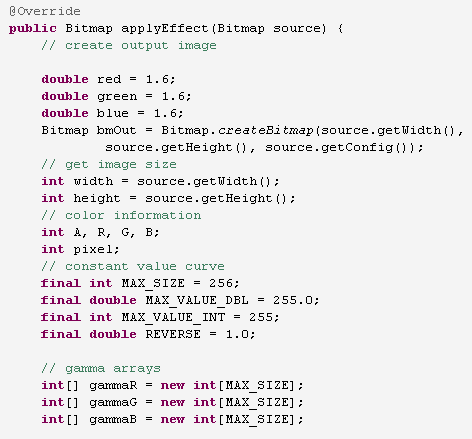 @Override
public Bitmap applyEffect(Bitmap source) {
// create output image
double red = 1.6;
double green = 1.6;
double blue = 1.6;
Bitmap bmOut = Bitmap.createBitmap(source.getWidth(),
source.getHeight(), source.getConfig());
// get image size
int width = source.getWidth();
int height = source.getHeight();
// color information
int A, R, G, B;
int pixel;
// constant value curve
final int MAX_SIZE = 256;
final double MAX_VALUE_DBL = 255.0;
final int MAX_VALUE_INT = 255;
final double REVERSE = 1.0;
// gamma arrays
int[] gammaR = new int[MAX_SIZE];
int[] gammaG = new int[MAX_SIZE];
int[] gammaB = new int[MAX_SIZE];